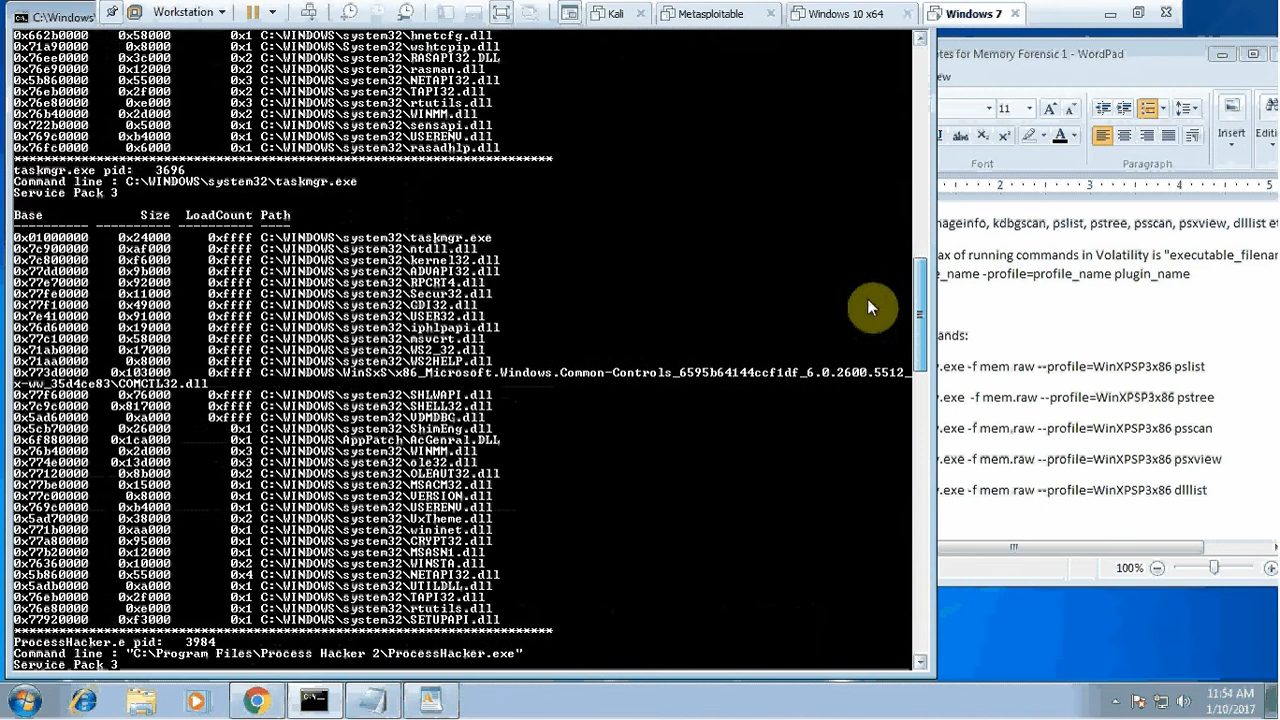 C:\Windows\
Workstation
Kali
Metasploitable
Windows 10 x64
Windows 7
0x662b0000 0x58000 0x1 C:\WINDOWS\system32\hnetcfg.dll
0x71a90000 0x8000 0x1 C:\WINDOWS\System32\wshtcpip.dll
0x76ee0000 0x3c000 0x2 C:\WINDOWS\system32\RASAPI32.DLL
0x76e90000 0x12000 0x2 C:\WINDOWS\system32\rasman.dll
0x5b860000 0x55000 0x3 C:\WINDOWS\system32\NETAPI32.dll
0x76eb0000 0x2f000 0x2 C:\WINDOWS\system32\TAPI32.dll
0x76e80000 0xe000 0x3 C:\WINDOWS\system32\rtutils.dll
0x76b40000 0x2d000 0x2 C:\WINDOWS\system32\WINMM.dll
0x722b0000 0x5000 0x1 C:\WINDOWS\system32\sensapi.dll
0x769c0000 0xb4000 0x1 C:\WINDOWS\system32\USERENV.dll
0x76fc0000 0x6000 0x1 C:\WINDOWS\system32\rasadhlp.dll
************************************************************************
taskmgr.exe pid: 3696
Command line : C:\WINDOWS\system32\taskmgr.exe
Service Pack 3
Base Size LoadCount Path
0x01000000 0x24000 0xffff C:\WINDOWS\system32\taskmgr.exe
0x7c900000 0xaf000 0xffff C:\WINDOWS\system32\ntdll.dll
0x7c800000 0xf6000 0xffff C:\WINDOWS\system32\kernel32.dll
0x77dd0000 0x9b000 0xffff C:\WINDOWS\system32\ADVAPI32.dll
0x77e70000 0x92000 0xffff C:\WINDOWS\system32\RPCRT4.dll
0x77fe0000 0x11000 0xffff C:\WINDOWS\system32\Secur32.dll
0x77f10000 0x49000 0xffff C:\WINDOWS\system32\GDI32.dll
0x7e410000 0x91000 0xffff C:\WINDOWS\system32\USER32.dll
0x76d60000 0x19000 0xffff C:\WINDOWS\system32\iphlpapi.dll
0x77c10000 0x58000 0xffff C:\WINDOWS\system32\msvcrt.dll
0x71ab0000 0x17000 0xffff C:\WINDOWS\system32\WS2_32.dll
0x71aa0000 0x8000 0xffff C:\WINDOWS\system32\WS2HELP.dll
0x773d0000 0x103000 0xffff C:\WINDOWS\WinSxS\x86_Microsoft.Windows.Common-Controls_6595b64144ccf1df_6.0.2600.5512_
x-ww_35d4ce83\COMCTL32.dll
0x77f60000 0x76000 0xffff C:\WINDOWS\system32\SHLWAPI.dll
0x7c9c0000 0x817000 0xffff C:\WINDOWS\system32\SHELL32.dll
0x5ad60000 0xa000 0xffff C:\WINDOWS\system32\VDMDBG.dll
0x5cb70000 0x26000 0x1 C:\WINDOWS\system32\ShimEng.dll
0x6f880000 0x1ca000 0x1 C:\WINDOWS\AppPatch\AcGenral.DLL
0x76b40000 0x2d000 0x3 C:\WINDOWS\system32\WINMM.dll
0x774e0000 0x13d000 0x3 C:\WINDOWS\system32\ole32.dll
0x77120000 0x8b000 0x2 C:\WINDOWS\system32\OLEAUT32.dll
0x77be0000 0x15000 0x1 C:\WINDOWS\system32\MSACM32.dll
0x77c00000 0x8000 0x1 C:\WINDOWS\system32\VERSION.dll
0x769c0000 0xb4000 0x1 C:\WINDOWS\system32\USERENV.dll
0x5ad70000 0x38000 0x2 C:\WINDOWS\system32\UxTheme.dll
0x771b0000 0xaa000 0x1 C:\WINDOWS\system32\wininet.dll
0x77a80000 0x95000 0x1 C:\WINDOWS\system32\CRYPT32.dll
0x77b20000 0x12000 0x1 C:\WINDOWS\system32\MSASN1.dll
0x76360000 0x10000 0x2 C:\WINDOWS\system32\WINSTA.dll
0x5b860000 0x55000 0x4 C:\WINDOWS\system32\NETAPI32.dll
0x5adb0000 0xa000 0x1 C:\WINDOWS\system32\UTILDLL.dll
0x76eb0000 0x2f000 0x1 C:\WINDOWS\system32\TAPI32.dll
0x76e80000 0xe000 0x1 C:\WINDOWS\system32\rtutils.dll
0x77920000 0xf3000 0x1 C:\WINDOWS\system32\SETUPAPI.dll
************************************************************************
ProcessHacker.e pid: 3984
Command line : "C:\Program Files\Process Hacker 2\ProcessHacker.exe"
Service Pack 3
tes for Memory Forensic 1 - WordPad
ew
11
Insert
Edit
Font
Paragraph
2 3 4 5
nageinfo, kdbgscan, pslist, pstree, psscan, psxview, dlllist et
ax of running commands in Volatility is "executable_filenan
e_name -profile=profile_name plugin_name
ands:
y.exe -f mem.raw --profile=WinXPSP3x86 pslist
y.exe -f mem.raw --profile=WinXPSP3x86 pstree
y.exe -f mem.raw --profile=WinXPSP3x86 psscan
y.exe -f mem.raw --profile=WinXPSP3x86 psxview
y.exe -f mem raw --profile=WinXPSP3x86 dlllist
100%
11:54 AM
1/10/2017